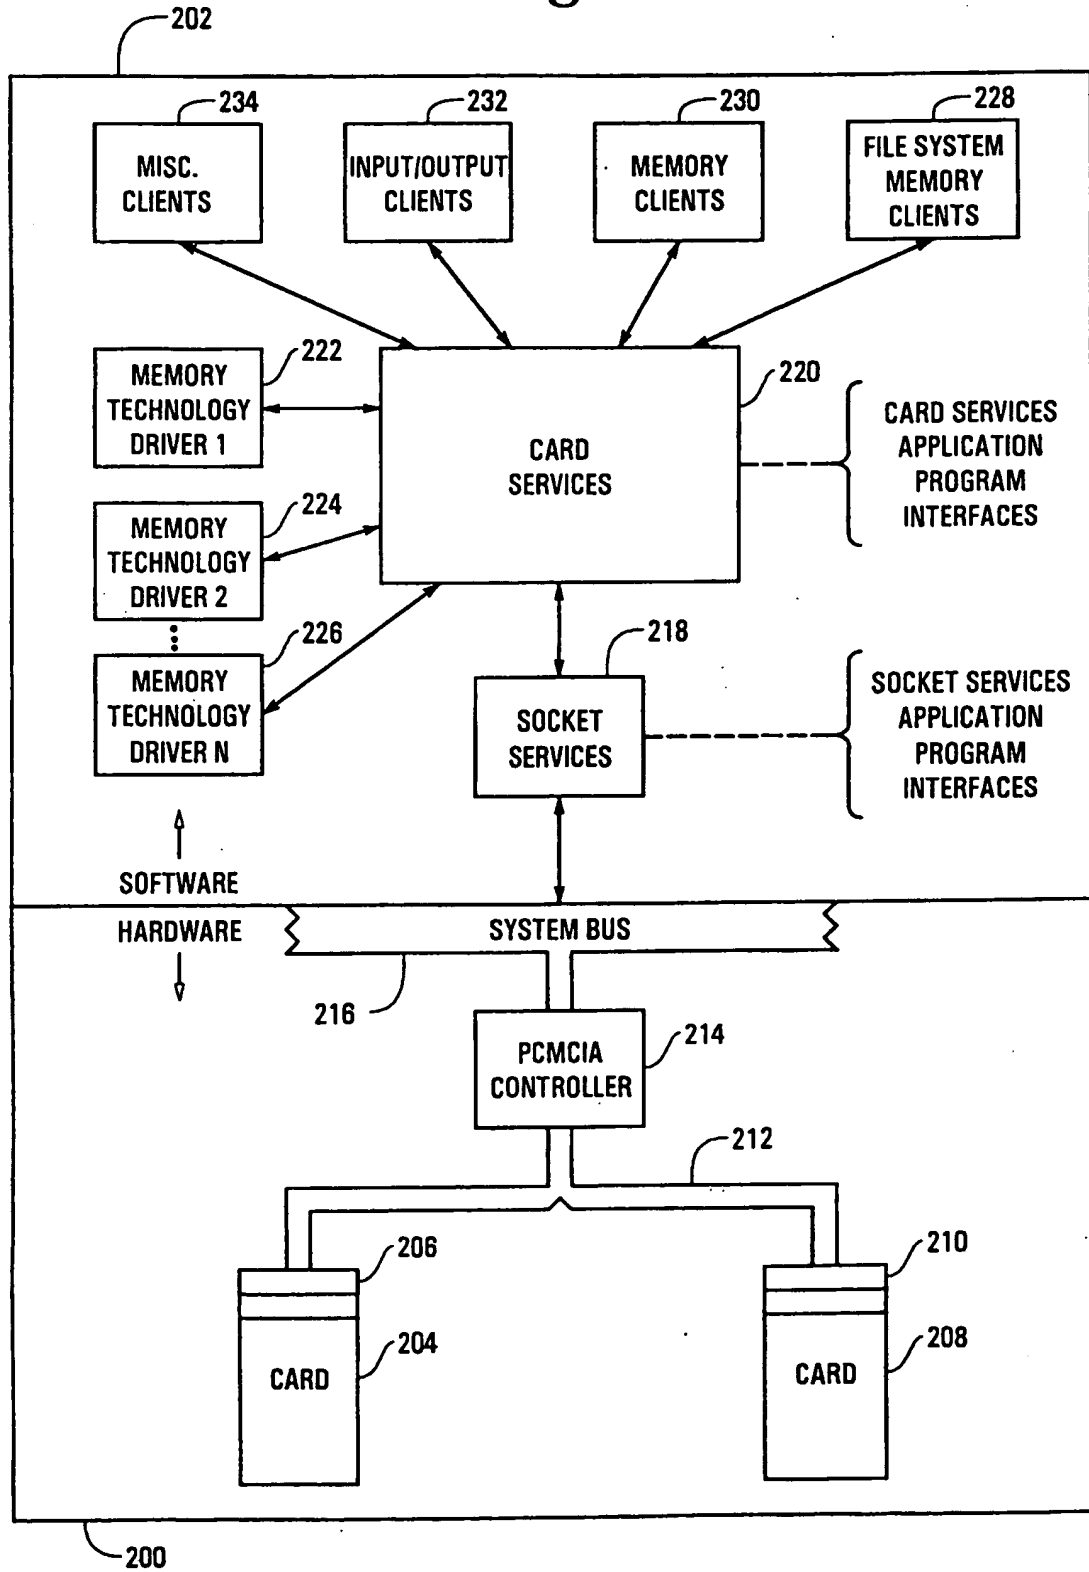 202
234
232
230
228
MISC.
CLIENTS
INPUT/OUTPUT
CLIENTS
MEMORY
CLIENTS
FILE SYSTEM
MEMORY
CLIENTS
222
MEMORY
TECHNOLOGY
DRIVER 1
220
CARD
SERVICES
CARD SERVICES
APPLICATION
PROGRAM
INTERFACES
224
MEMORY
TECHNOLOGY
DRIVER 2
226
MEMORY
TECHNOLOGY
DRIVER N
218
SOCKET
SERVICES
SOCKET SERVICES
APPLICATION
PROGRAM
INTERFACES
SOFTWARE
HARDWARE
SYSTEM BUS
216
PCMCIA
CONTROLLER
214
212
206
210
204
CARD
208
CARD
200